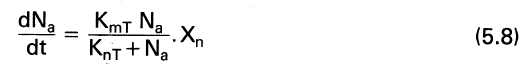 dNa/dt = KmT Na / KnT + Na . Xn (5.8)